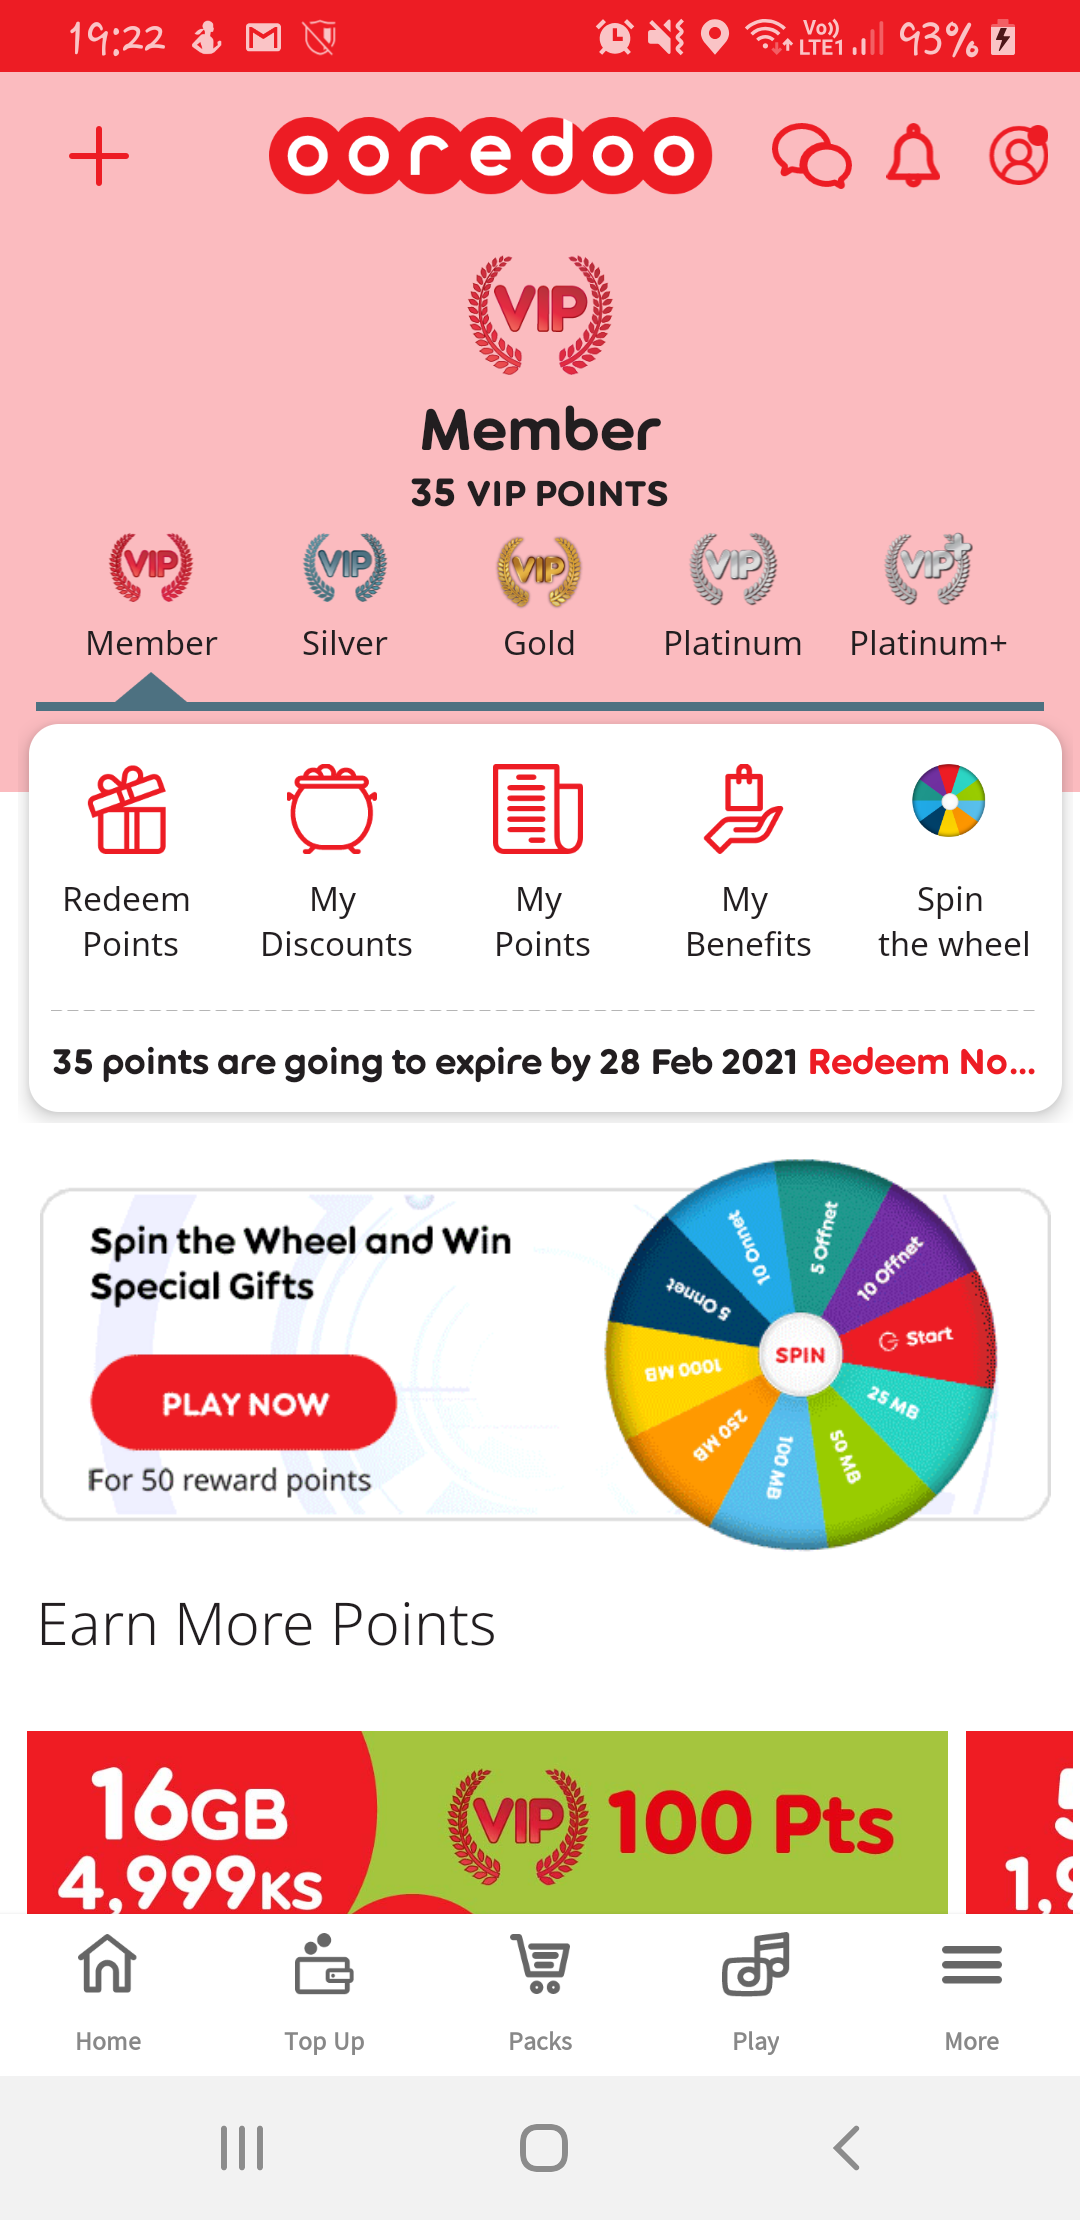 19:22
Vo))
LTE1
93%
ooredoo
VIP
Member
35 VIP POINTS
VIP VIP VIP VIP VIP+
Member Silver Gold Platinum Platinum+
Redeem Points
My Discounts
My Points
My Benefits
Spin the wheel
35 points are going to expire by 28 Feb 2021 Redeem No...
Spin the Wheel and Win
Special Gifts
PLAY NOW
For 50 reward points
5 Offnet
10 Offnet
Start
25 MB
50 MB
100 MB
250 MB
1000 MB
5 Onnet
10 Onnet
SPIN
Earn More Points
16GB
4,999KS
VIP 100 Pts
Home Top Up Packs Play More